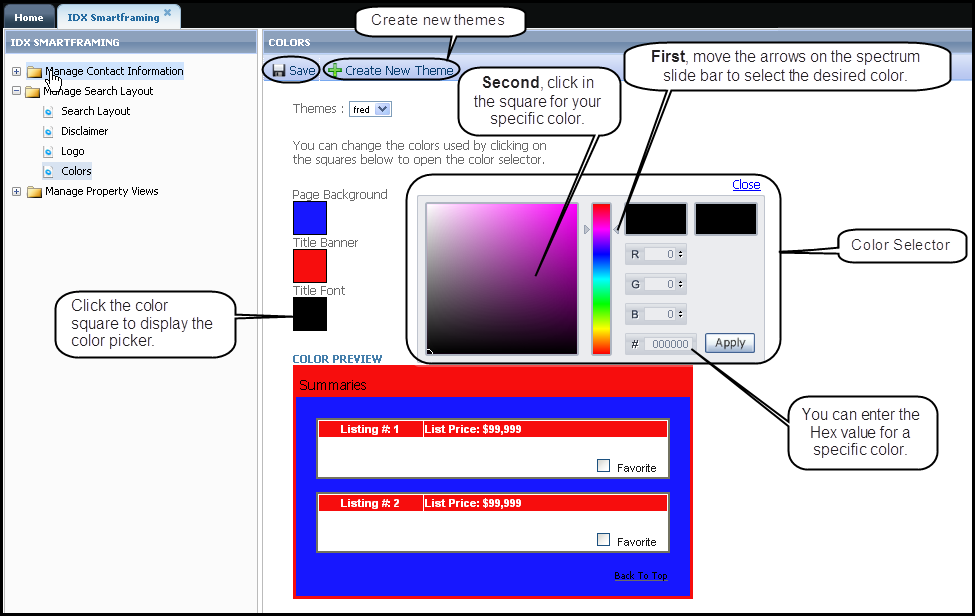 Home
IDX Smartframing
IDX SMARTFRAMING
Manage Contact Information
Manage Search Layout
Search Layout
Disclaimer
Logo
Colors
Manage Property Views
COLORS
Save
Create New Theme
Create new themes
First, move the arrows on the spectrum
slide bar to select the desired color.
Second, click in
the square for your
specific color.
Themes : fred
You can change the colors used by clicking on
the squares below to open the color selector.
Page Background
Title Banner
Title Font
Click the color
square to display the
color picker.
Close
R 0
G 0
B 0
# 000000
Apply
Color Selector
You can enter the
Hex value for a
specific color.
COLOR PREVIEW
Summaries
Listing #: 1 List Price: $99,999
Favorite
Listing #: 2 List Price: $99,999
Favorite
Back To Top